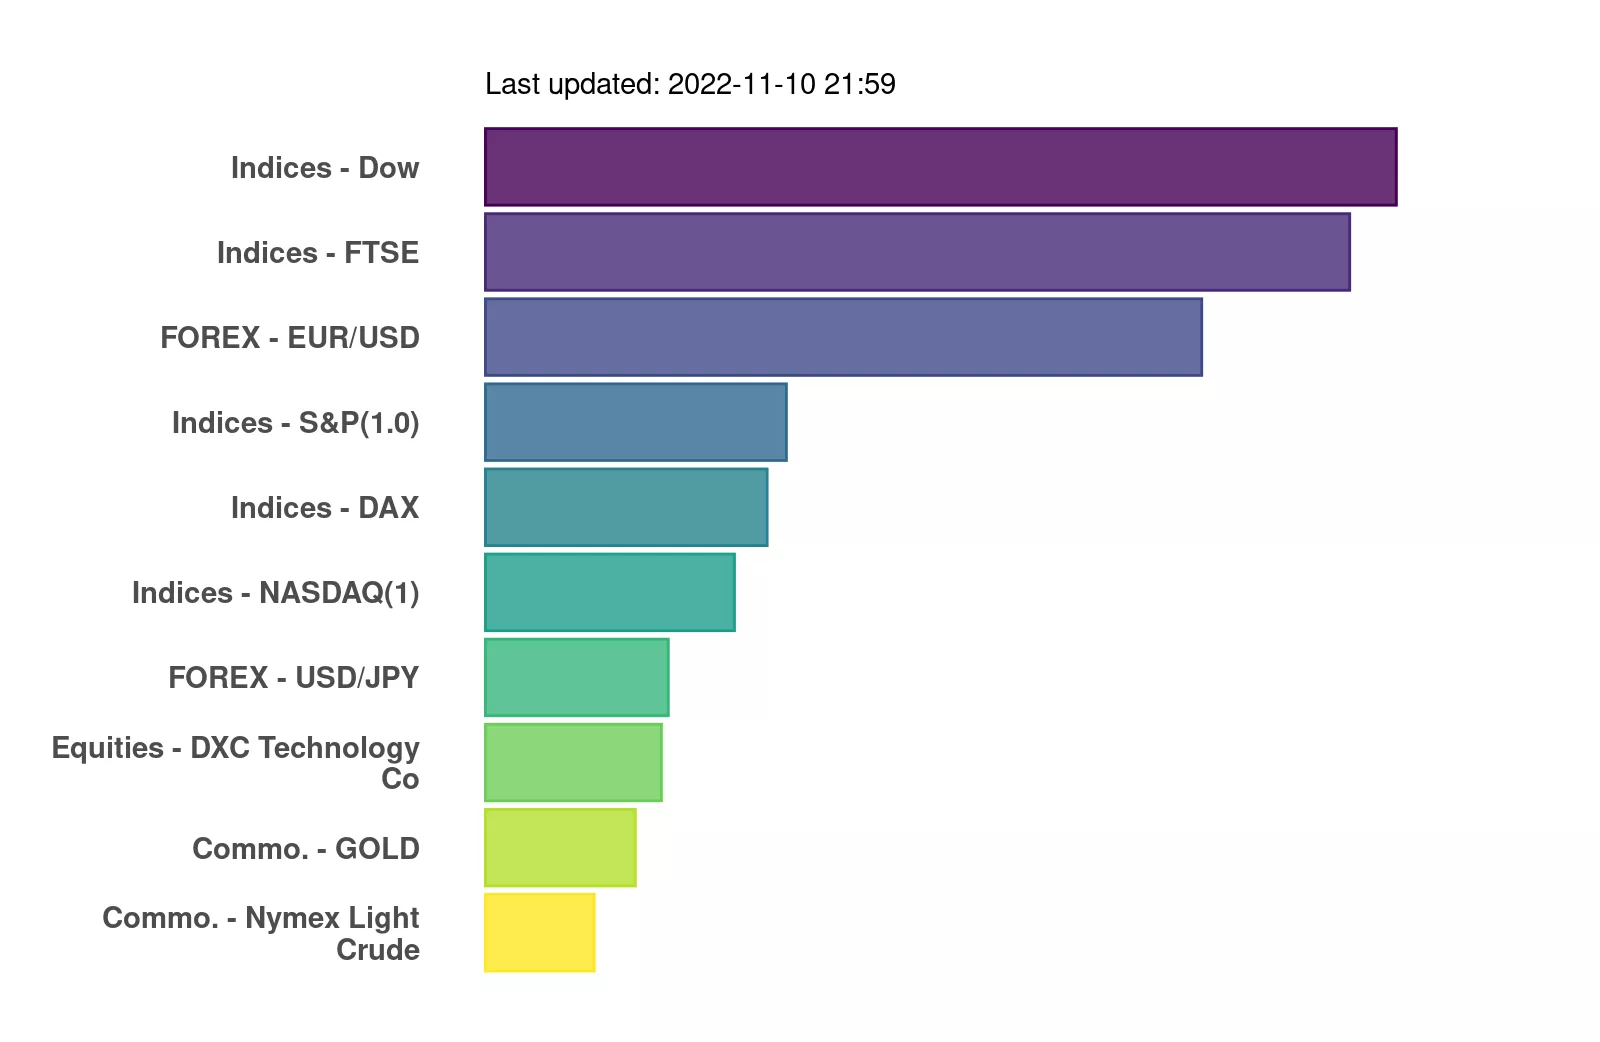 Last updated: 2022-11-10 21:59
Indices - Dow
Indices - FTSE
FOREX - EUR/USD
Indices - S&P(1.0)
Indices - DAX
Indices - NASDAQ(1)
FOREX - USD/JPY
Equities - DXC Technology
Co
Commo. - GOLD
Commo. - Nymex Light
Crude